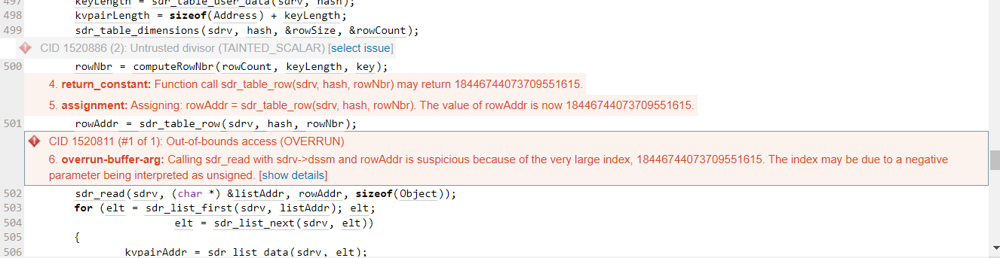 497 keyLength = sdr_table_user_data(sdrv, hash);
498 kvpairLength = sizeof(Address) + keyLength;
499 sdr_table_dimensions(sdrv, hash, &rowSize, &rowCount);
CID 1520886 (2): Untrusted divisor (TAINTED_SCALAR) [select issue]
500 rowNbr = computeRowNbr(rowCount, keyLength, key);
4. return_constant: Function call sdr_table_row(sdrv, hash, rowNbr) may return 18446744073709551615.
5. assignment: Assigning: rowAddr = sdr_table_row(sdrv, hash, rowNbr). The value of rowAddr is now 18446744073709551615.
501 rowAddr = sdr_table_row(sdrv, hash, rowNbr);
CID 1520811 (#1 of 1): Out-of-bounds access (OVERRUN)
6. overrun-buffer-arg: Calling sdr_read with sdrv->dssm and rowAddr is suspicious because of the very large index, 18446744073709551615. The index may be due to a negative
parameter being interpreted as unsigned. [show details]
502 sdr_read(sdrv, (char *) &listAddr, rowAddr, sizeof(Object));
503 for (elt = sdr_list_first(sdrv, listAddr); elt;
504 elt = sdr_list_next(sdrv, elt))
505 {
506 kvpairAddr = sdr_list_data(sdrv, elt);